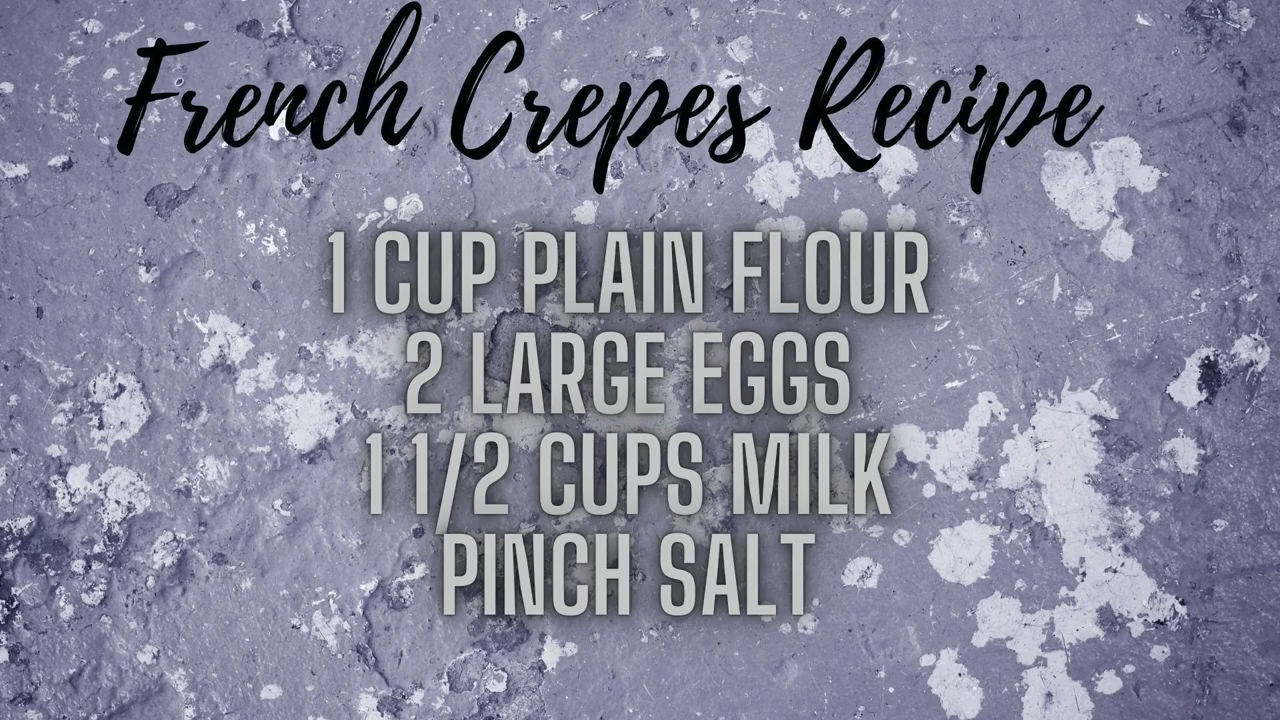 French Crepes Recipe
1 CUP PLAIN FLOUR
2 LARGE EGGS
1 1/2 CUPS MILK
PINCH SALT